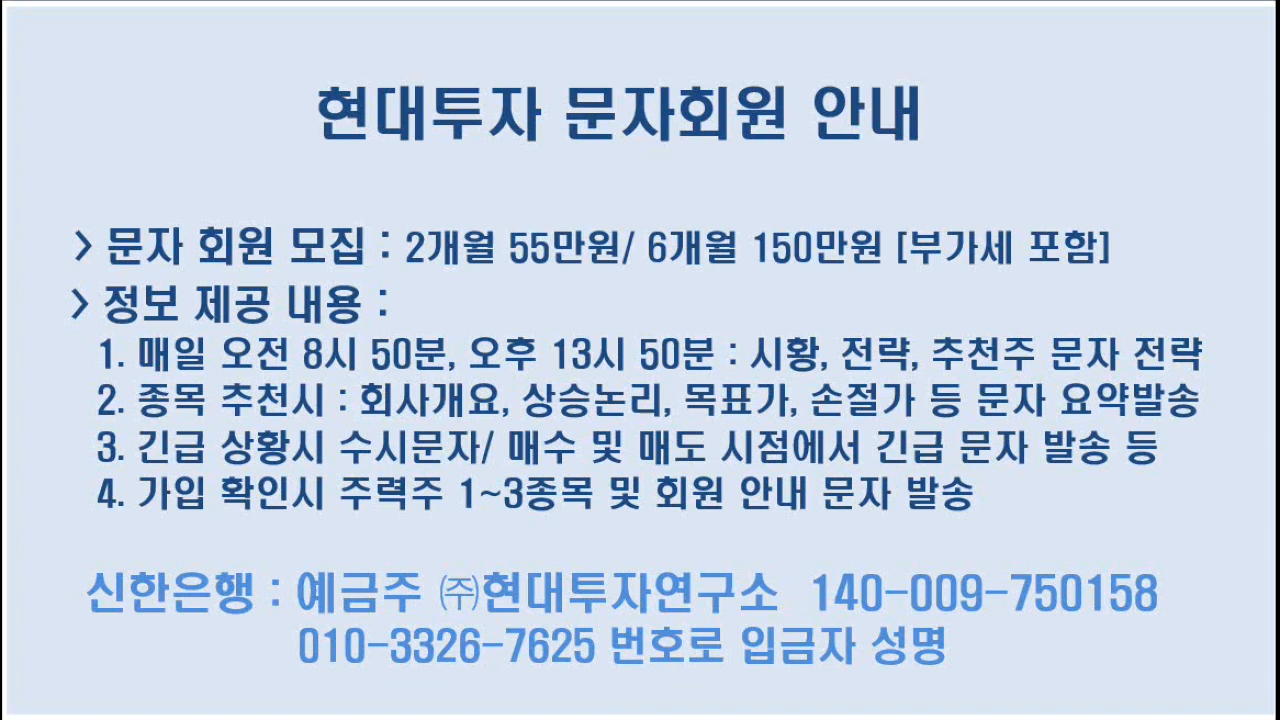 현대투자 문자회원 안내
> 문자 회원 모집 : 2개월 55만원/ 6개월 150만원 [부가세 포함]
> 정보 제공 내용 :
1. 매일 오전 8시 50분, 오후 13시 50분 : 시황, 전략, 추천주 문자 전략
2. 종목 추천시 : 회사개요, 상승논리, 목표가, 손절가 등 문자 요약발송
3. 긴급 상황시 수시문자/ 매수 및 매도 시점에서 긴급 문자 발송 등
4. 가입 확인시 주력주 1~3종목 및 회원 안내 문자 발송
신한은행 : 예금주 ㈜현대투자연구소 140-009-750158
010-3326-7625 번호로 입금자 성명